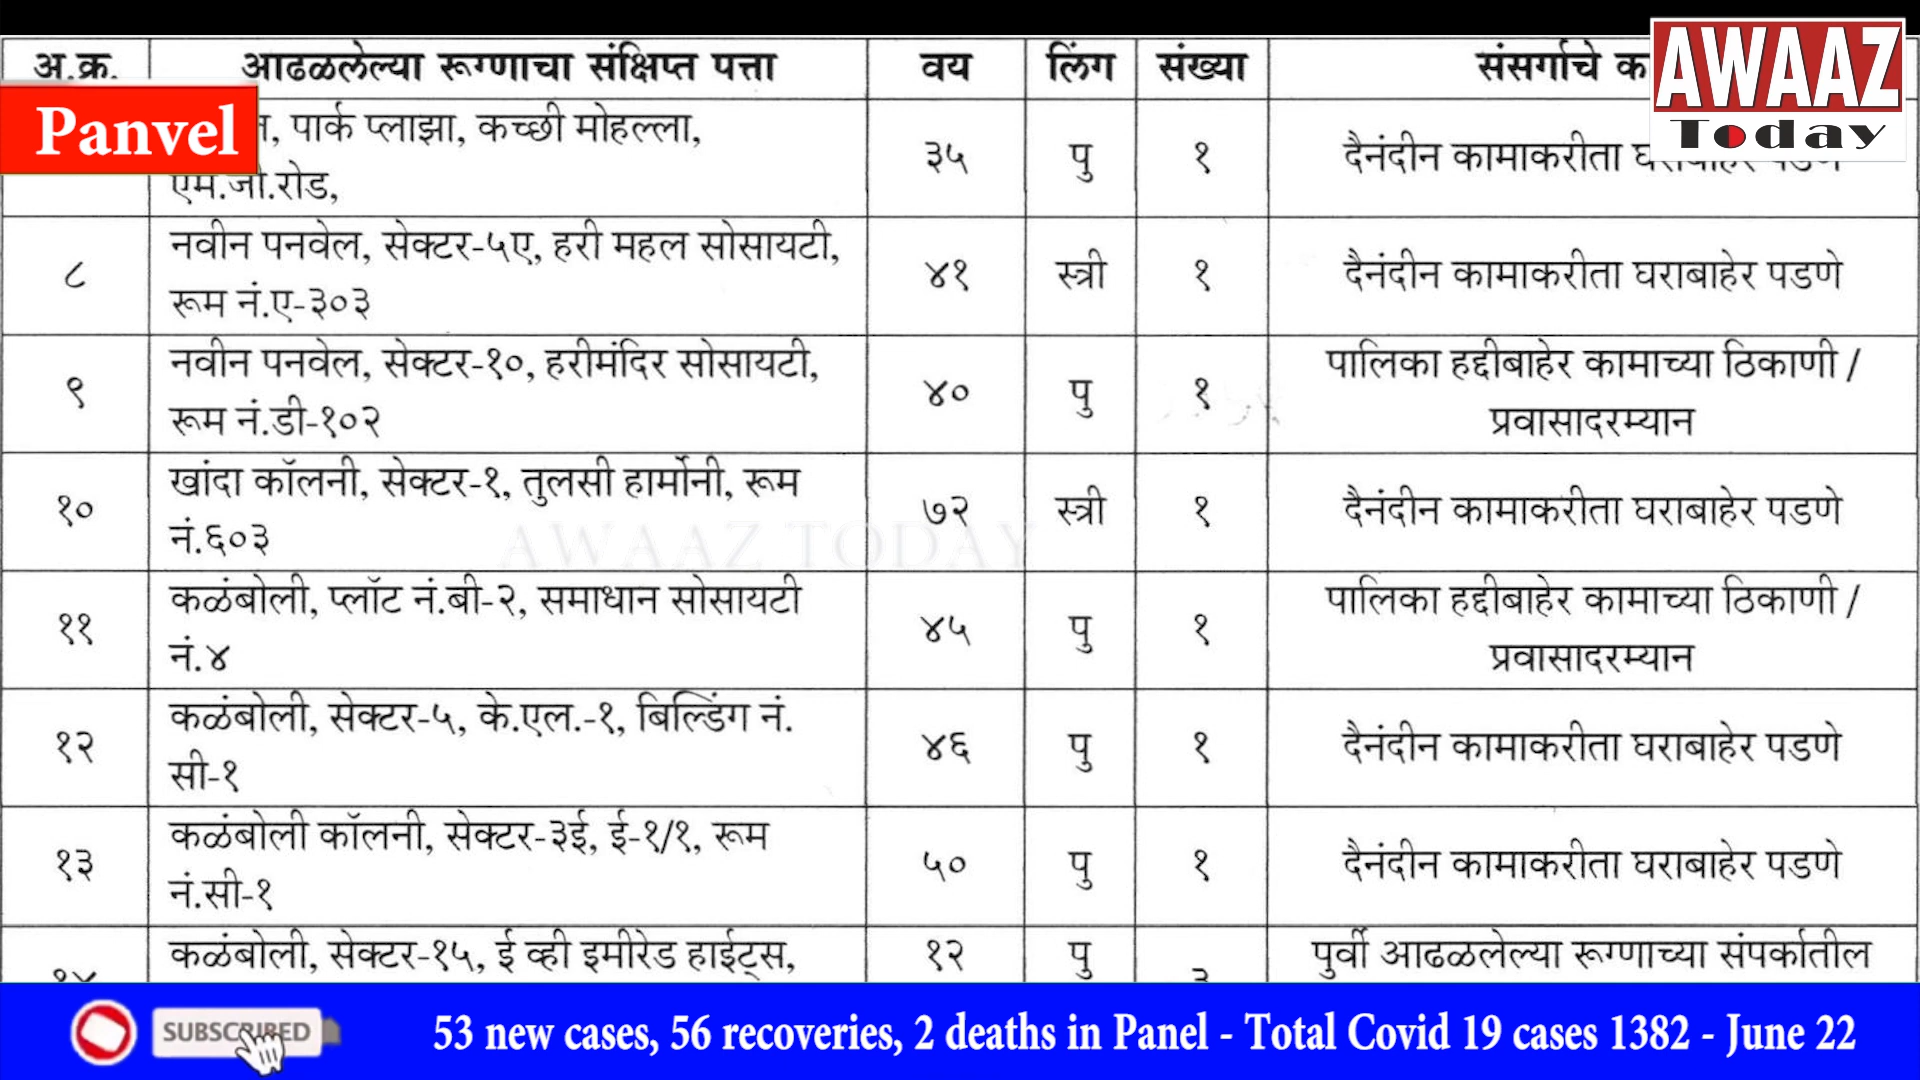 अ.क्र. आढळलेल्या रूग्णाचा संक्षिप्त पत्ता वय लिंग संख्या संसर्गाचे
AWAAZ
Today
Panvel
पार्क प्लाझा, कच्छी मोहल्ला,
एम.जी.रोड, ३५ पु १ दैनंदीन कामाकरीता घराबाहेर पडणे
८ नवीन पनवेल, सेक्टर-५ए, हरी महल सोसायटी,
रूम नं.ए-३०३ ४१ स्त्री १ दैनंदीन कामाकरीता घराबाहेर पडणे
९ नवीन पनवेल, सेक्टर-१०, हरीमंदिर सोसायटी,
रूम नं.डी-१०२ ४० पु १ पालिका हद्दीबाहेर कामाच्या ठिकाणी /
प्रवासादरम्यान
१० खांदा कॉलनी, सेक्टर-१, तुलसी हार्मोनी, रूम
नं.६०३ ७२ स्त्री १ दैनंदीन कामाकरीता घराबाहेर पडणे
AWAAZ TODAY
११ कळंबोली, प्लॉट नं.बी-२, समाधान सोसायटी
नं.४ ४५ पु १ पालिका हद्दीबाहेर कामाच्या ठिकाणी /
प्रवासादरम्यान
१२ कळंबोली, सेक्टर-५, के.एल.-१, बिल्डिंग नं.
सी-१ ४६ पु १ दैनंदीन कामाकरीता घराबाहेर पडणे
१३ कळंबोली कॉलनी, सेक्टर-३ई, ई-१/१, रूम
नं.सी-१ ५० पु १ दैनंदीन कामाकरीता घराबाहेर पडणे
कळंबोली, सेक्टर-१५, ई व्ही इमीरेड हाईट्स, १२ पु पुर्वी आढळलेल्या रूग्णाच्या संपर्कातील
SUBSCRIBED
53 new cases, 56 recoveries, 2 deaths in Panel - Total Covid 19 cases 1382 - June 22